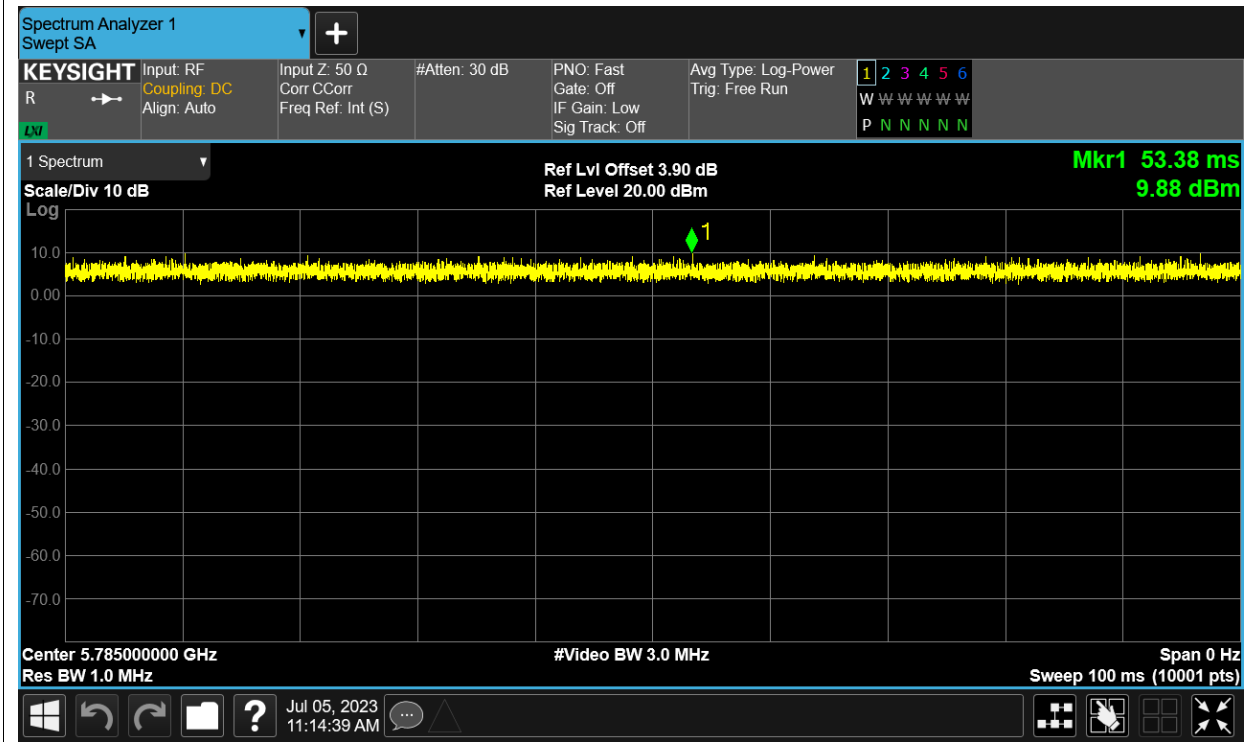 Spectrum Analyzer 1
Swept SA
+
KEYSIGHT
R
LXI
Input: RF
Coupling: DC
Align: Auto
Input Z: 50 Ω
Corr CCorr
Freq Ref: Int (S)
#Atten: 30 dB
PNO: Fast
Gate: Off
IF Gain: Low
Sig Track: Off
Avg Type: Log-Power
Trig: Free Run
1 2 3 4 5 6
W W W W W W
P N N N N N
1 Spectrum
Scale/Div 10 dB
Ref Lvl Offset 3.90 dB
Ref Level 20.00 dBm
Mkr1 53.38 ms
9.88 dBm
Log
1
10.0
0.00
-10.0
-20.0
-30.0
-40.0
-50.0
-60.0
-70.0
Center 5.785000000 GHz
#Video BW 3.0 MHz
Span 0 Hz
Res BW 1.0 MHz
Sweep 100 ms (10001 pts)
?
Jul 05, 2023
11:14:39 AM